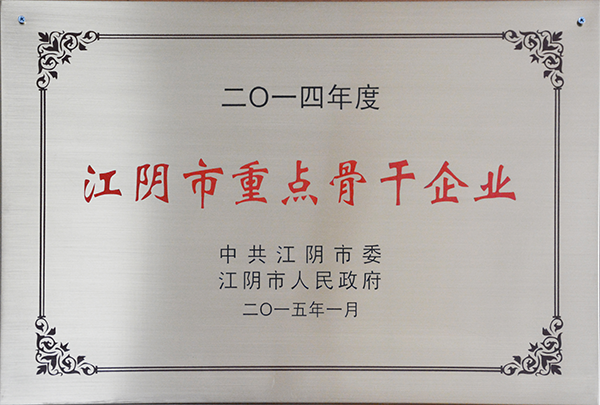 二〇一四年度
江阴市重点骨干企业
中共江阴市委
江阴市人民政府
二〇一五年一月